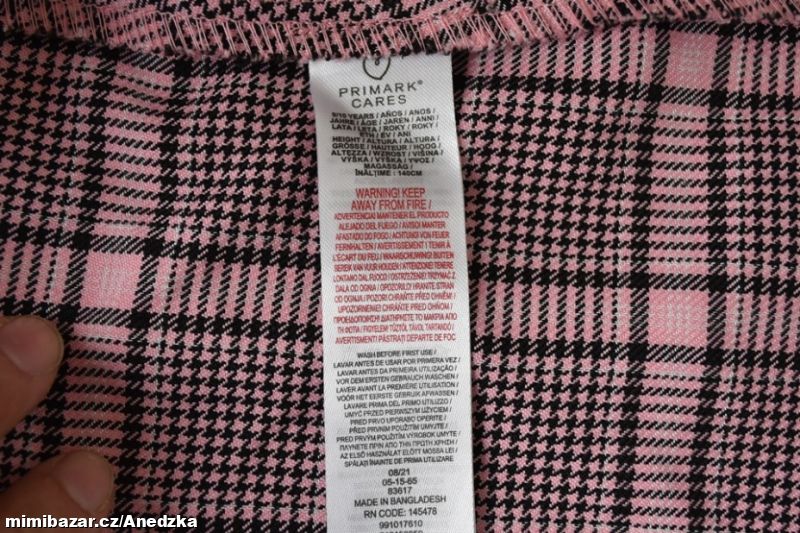 PRIMARK®
CARES
9/10 YEARS / AÑOS / ANOS /
JAHRE / ÂGE / JAREN / ANNI /
LATA / LETA / ROKY / ROKY /
ETH / ÉV / ANI
HEIGHT / ALTURA / ALTURA /
GRÖSSE / HAUTEUR / HOOG /
ALTEZZA / WZROST / VIŠINA /
VÝŠKA / VÝŠKA / ΥΨΟΣ /
MAGASSÁG /
ÎNĂLȚIME : 140CM
WARNING! KEEP
AWAY FROM FIRE /
¡ADVERTENCIA! MANTENER EL PRODUCTO
ALEJADO DEL FUEGO / AVISO! MANTER
AFASTADO DO FOGO / ACHTUNG! VON FEUER
FERNHALTEN / AVERTISSEMENT ! TENIR À
L'ÉCART DU FEU / WAARSCHUWING! BUITEN
BEREIK VAN VUUR HOUDEN / ATTENZIONE! TENERE
LONTANO DAL FUOCO / OSTRZEŻENIE! TRZYMAĆ Z
DALA OD OGNIA / OPOZORILO! HRANITE STRAN
OD OGNJA / POZOR! CHRAŇTE PŘED OHNĚM! /
UPOZORNENIE! CHRÁŇTE PRED OHŇOM /
ΠΡΟΕΙΔΟΠΟΙΗΣΗ! ΔΙΑΤΗΡΗΣΤΕ ΤΟ ΜΑΚΡΙΑ ΑΠΟ
ΤΗ ΦΩΤΙΑ / FIGYELEM! TŰZTŐL TÁVOL TARTANDÓ /
AVERTISMENT! PĂSTRAȚI DEPARTE DE FOC
WASH BEFORE FIRST USE /
LAVAR ANTES DE USAR POR PRIMERA VEZ /
LAVAR ANTES DA PRIMEIRA UTILIZAÇÃO /
VOR DEM ERSTEN GEBRAUCH WASCHEN /
LAVER AVANT LA PREMIÈRE UTILISATION /
VÓÓR HET EERSTE GEBRUIK AFWASSEN /
LAVARE PRIMA DEL PRIMO UTILIZZO /
UMYĆ PRZED PIERWSZYM UŻYCIEM /
PRED PRVO UPORABO OPERITE /
PŘED PRVNÍM POUŽITÍM UMYJTE /
PRED PRVÝM POUŽITÍM VÝROBOK UMYTE /
ΠΛΥΝΕΤΕ ΠΡΙΝ ΑΠΟ ΤΗΝ ΠΡΩΤΗ ΧΡΗΣΗ /
AZ ELSŐ HASZNÁLAT ELŐTT MOSSA LE /
SPĂLAȚI ÎNAINTE DE PRIMA UTILIZARE
08/21
05-15-65
83617
MADE IN BANGLADESH
RN CODE: 145478
991017610
mimibazar.cz/Anedzka